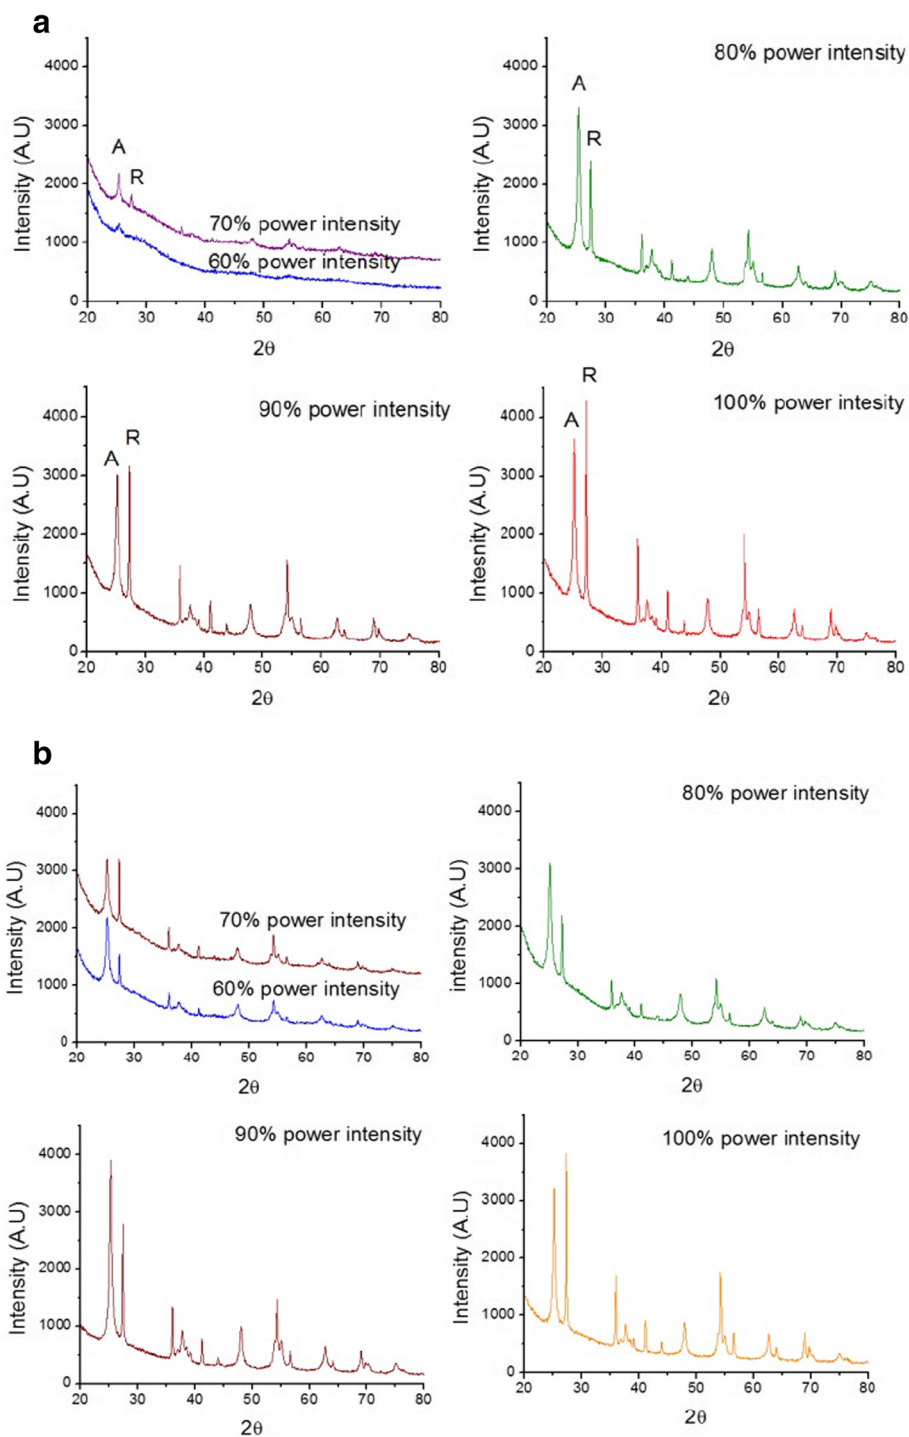 a
4000
3000
2000
1000
0
Intensity (A.U)
A
R
70% power intensity
60% power intensity
20 30 40 50 60 70 80
2θ
80% power intensity
4000
3000
2000
1000
0
Intensity (A.U)
A
R
20 30 40 50 60 70 80
2θ
90% power intensity
4000
3000
2000
1000
0
Intensity (A.U)
A
R
20 30 40 50 60 70 80
2θ
100% power intesity
4000
3000
2000
1000
0
Intesnity (A.U)
A
R
20 30 40 50 60 70 80
2θ
b
4000
3000
2000
1000
0
Intensity (A.U)
70% power intensity
60% power intensity
20 30 40 50 60 70 80
2θ
80% power intensity
4000
3000
2000
1000
0
intensity (A.U)
20 30 40 50 60 70 80
2θ
90% power intensity
4000
3000
2000
1000
0
Intensity (A.U)
20 30 40 50 60 70 80
2θ
100% power intensity
4000
3000
2000
1000
0
Intensity (A.U)
20 30 40 50 60 70 80
2θ